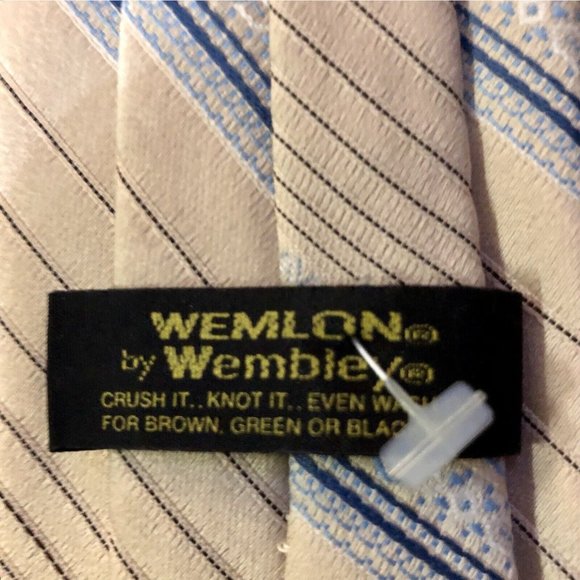 WEMLON®
by Wembley®
CRUSH IT.. KNOT IT.. EVEN
FOR BROWN, GREEN OR